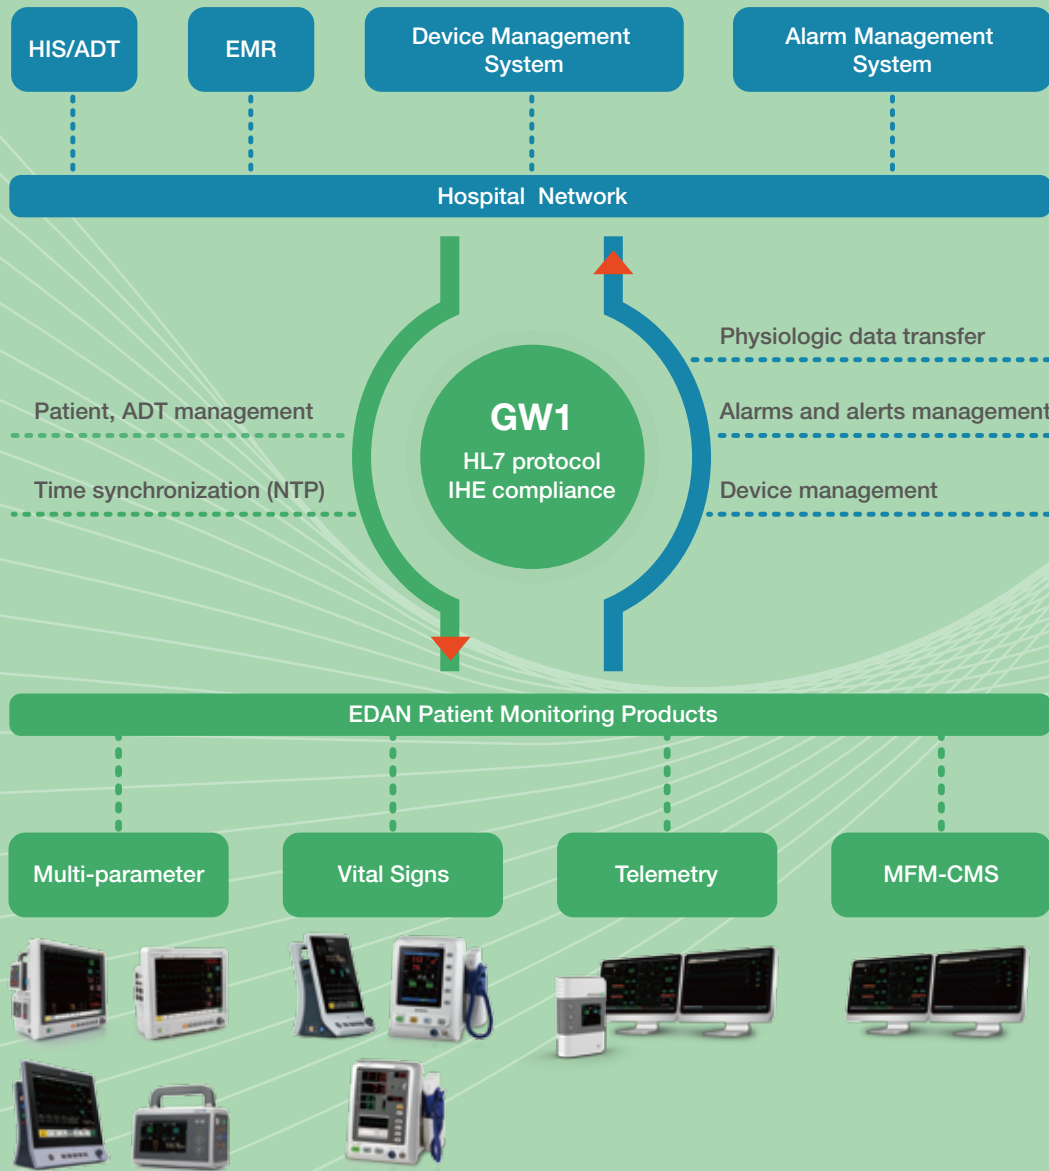 HIS/ADT
EMR
Device Management
System
Alarm Management
System
Hospital Network
Physiologic data transfer
Patient, ADT management
Alarms and alerts management
Time synchronization (NTP)
Device management
GW1
HL7 protocol
IHE compliance
EDAN Patient Monitoring Products
Multi-parameter
Vital Signs
Telemetry
MFM-CMS